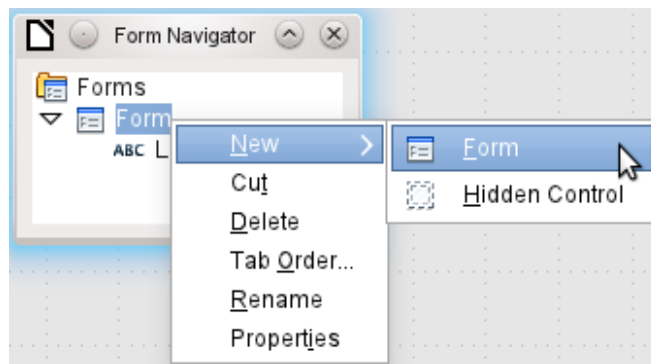 Form Navigator
Forms
Form
ABC L
New
Form
Cut
Hidden Control
Delete
Tab Order...
Rename
Properties